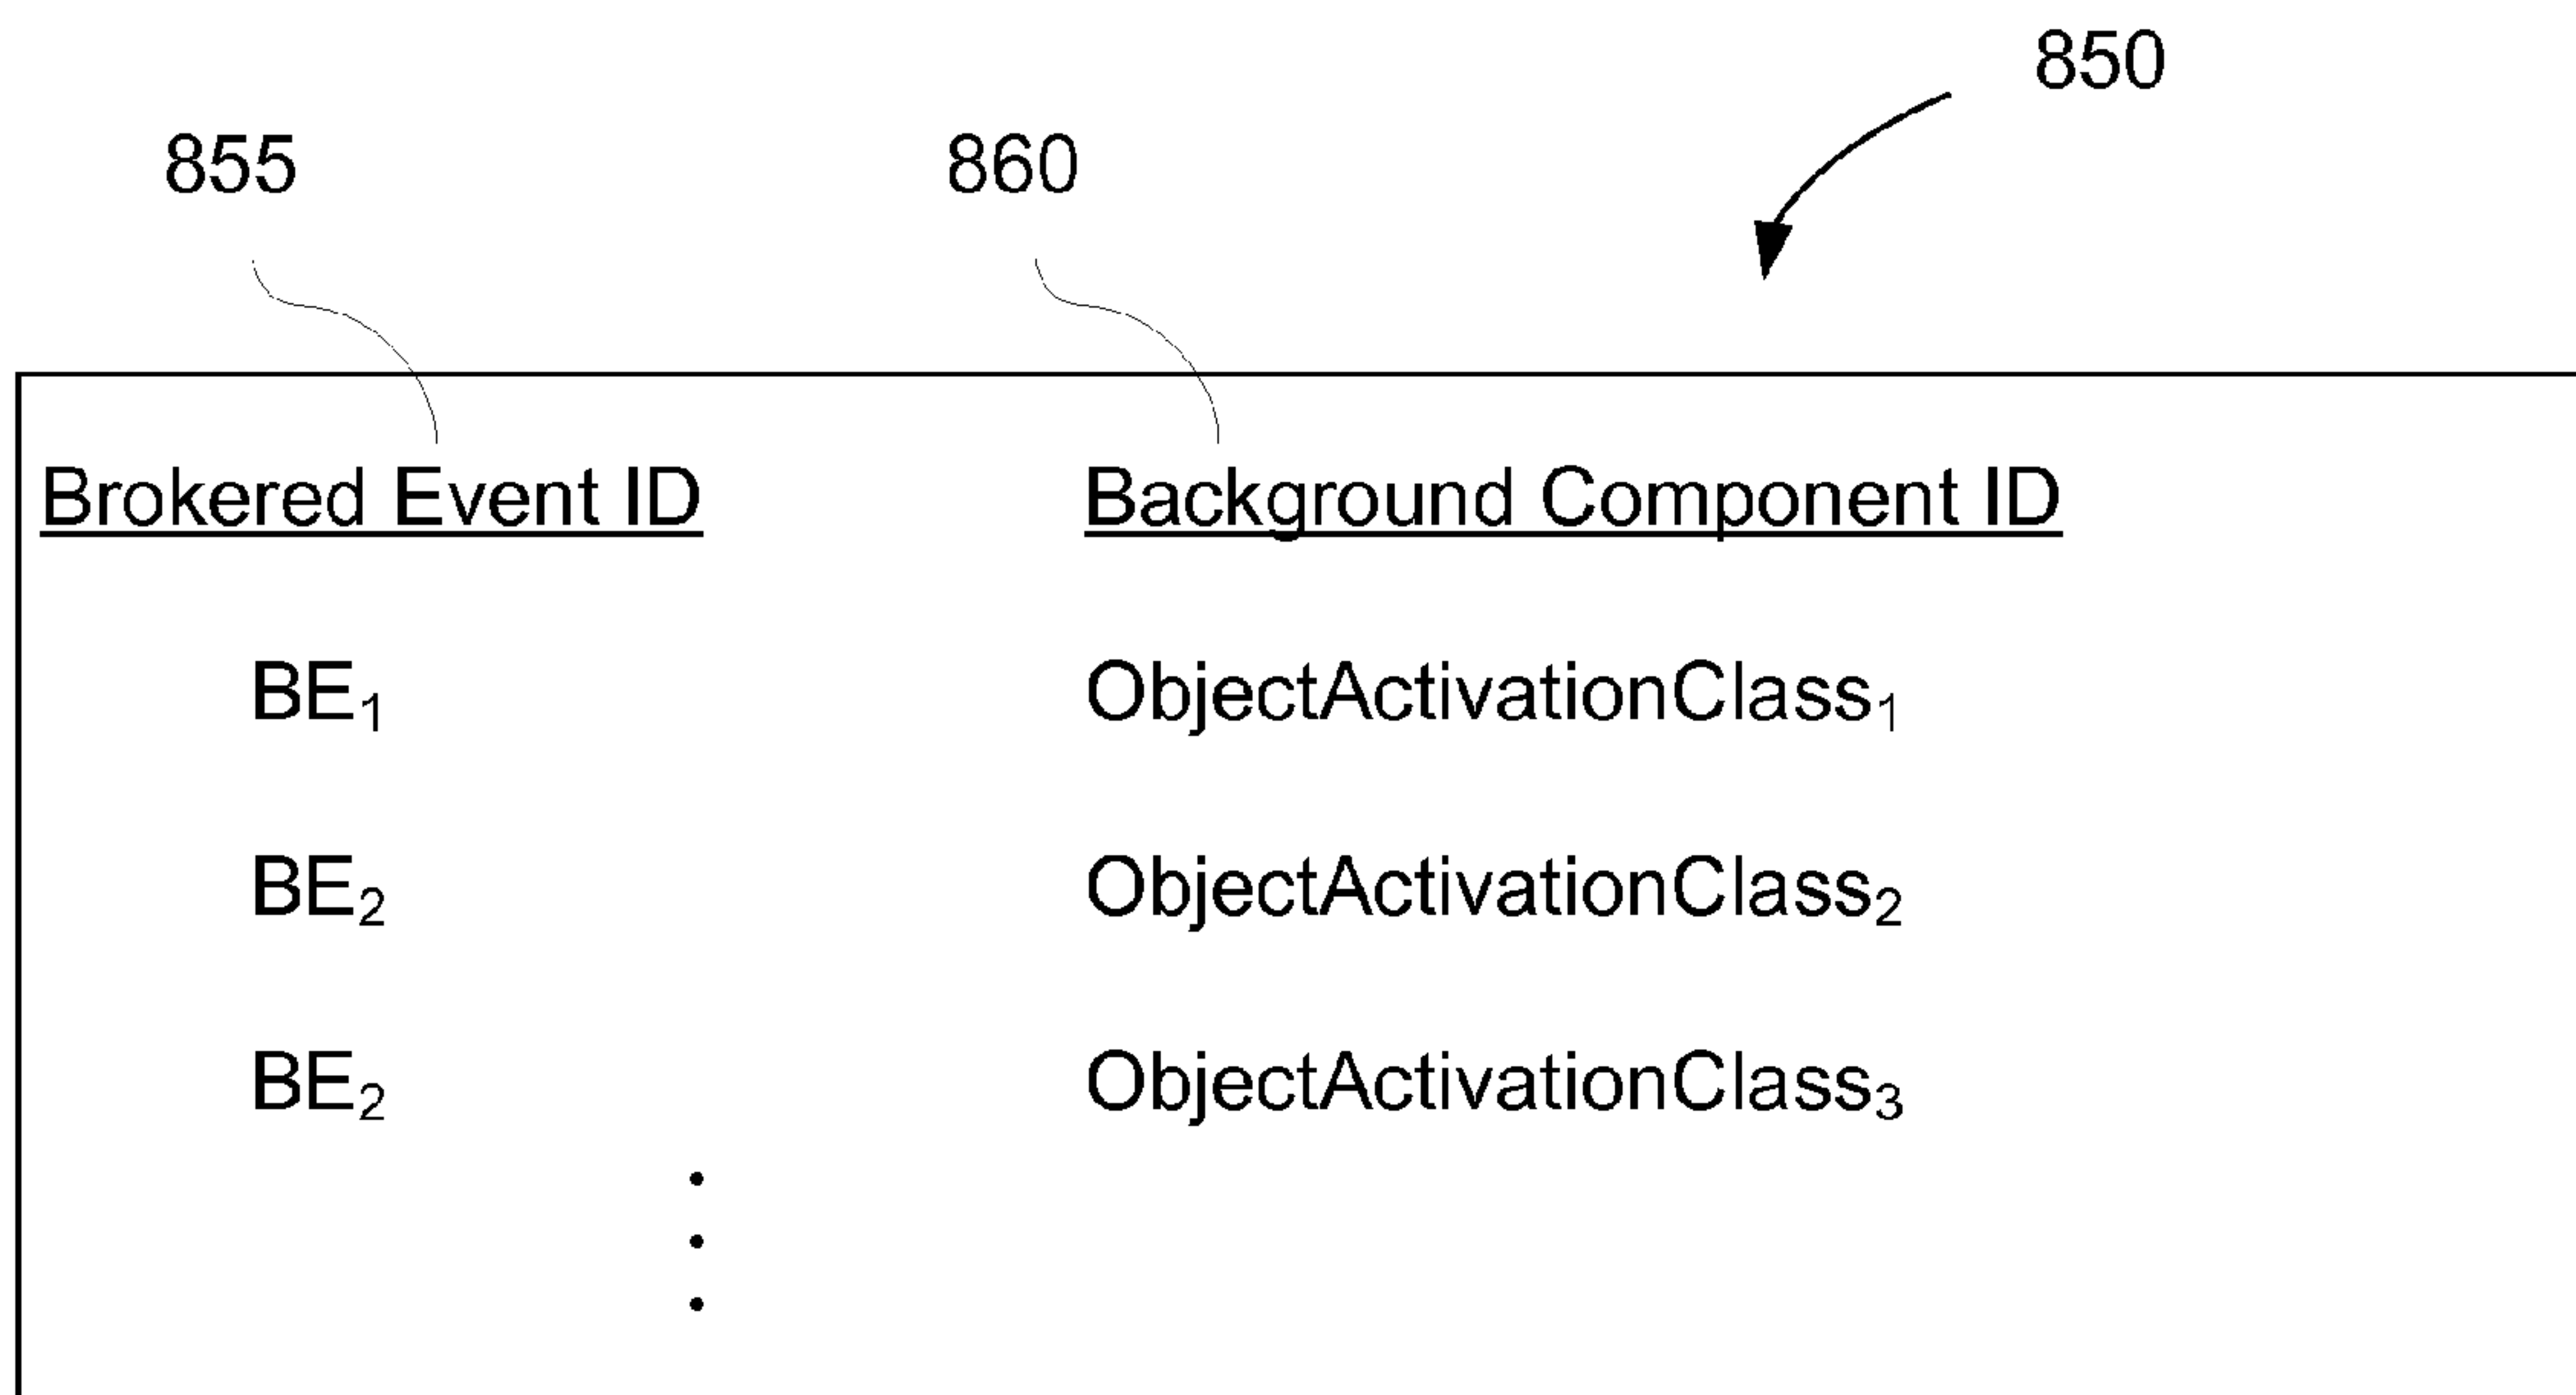 850
855 860
Brokered Event ID Background Component ID
BE₁ ObjectActivationClass₁
BE₂ ObjectActivationClass₂
BE₂ ObjectActivationClass₃